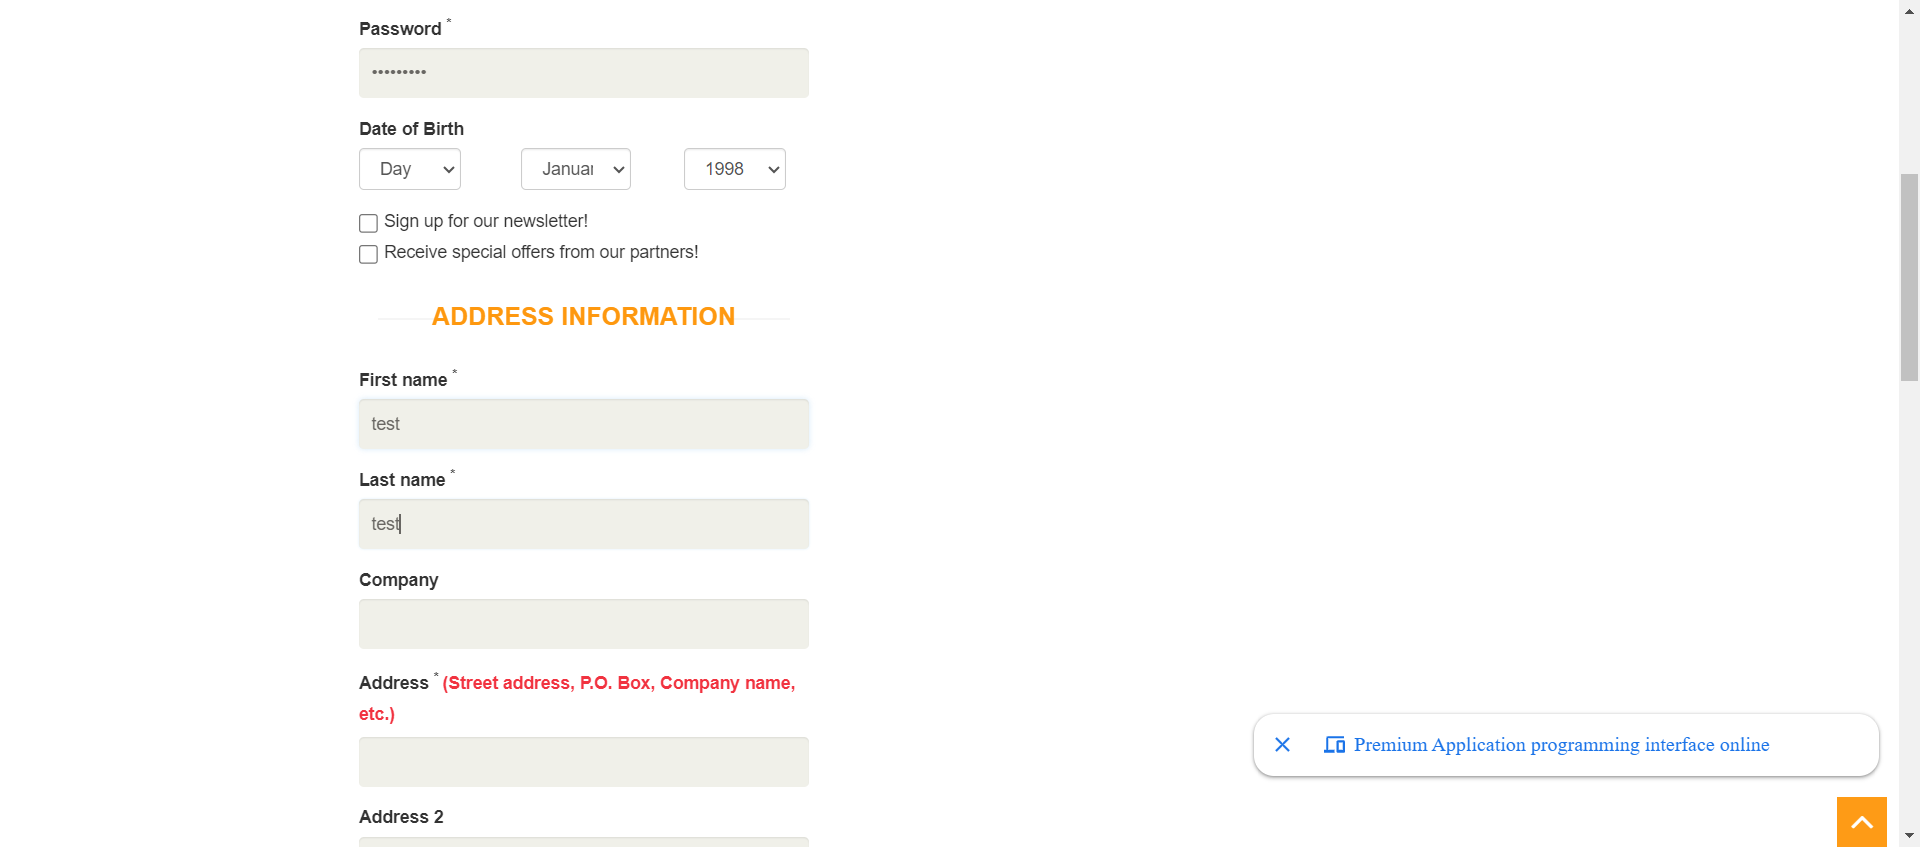 Password *
•••••••••
Date of Birth
Day Januar 1998
Sign up for our newsletter!
Receive special offers from our partners!
ADDRESS INFORMATION
First name *
test
Last name *
test
Company
Address * (Street address, P.O. Box, Company name,
etc.)
Premium Application programming interface online
Address 2